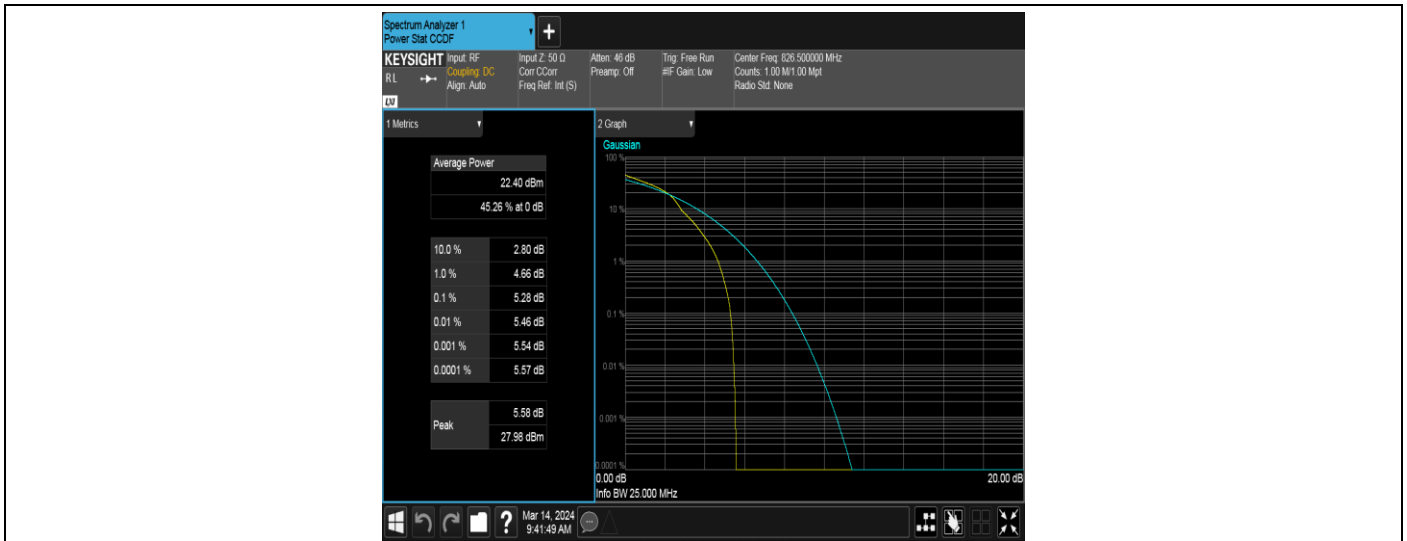 Spectrum Analyzer 1
Power Stat CCDF
+
KEYSIGHT
RL
LXI
Input: RF
Coupling: DC
Align: Auto
Input Z: 50 Ω
Corr CCorr
Freq Ref: Int (S)
Atten: 46 dB
Preamp: Off
Trig: Free Run
#IF Gain: Low
Center Freq: 826.500000 MHz
Counts: 1.00 M/1.00 Mpt
Radio Std: None
1 Metrics
Average Power
22.40 dBm
45.26 % at 0 dB
10.0 % 2.80 dB
1.0 % 4.66 dB
0.1 % 5.28 dB
0.01 % 5.46 dB
0.001 % 5.54 dB
0.0001 % 5.57 dB
Peak
5.58 dB
27.98 dBm
2 Graph
Gaussian
100 %
10 %
1 %
0.1 %
0.01 %
0.001 %
0.0001 %
0.00 dB 20.00 dB
Info BW 25.000 MHz
?
Mar 14, 2024
9:41:49 AM